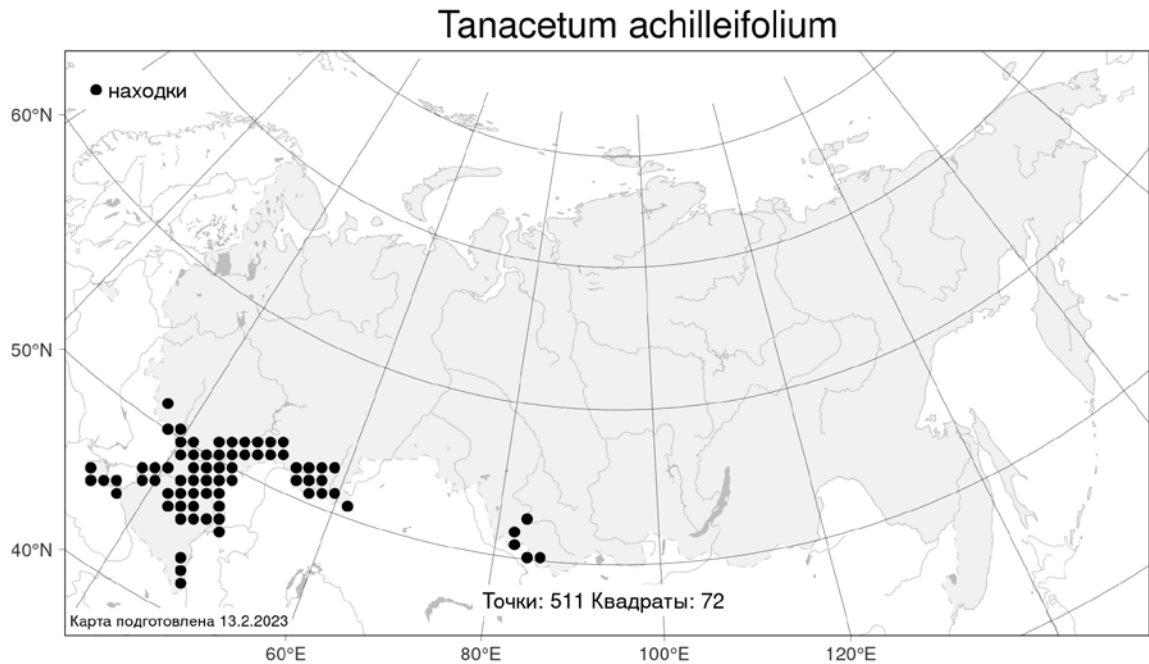 Tanacetum achilleifolium
находки
60°N
50°N
40°N
Точки: 511 Квадраты: 72
Карта подготовлена 13.2.2023
60°E
80°E
100°E
120°E